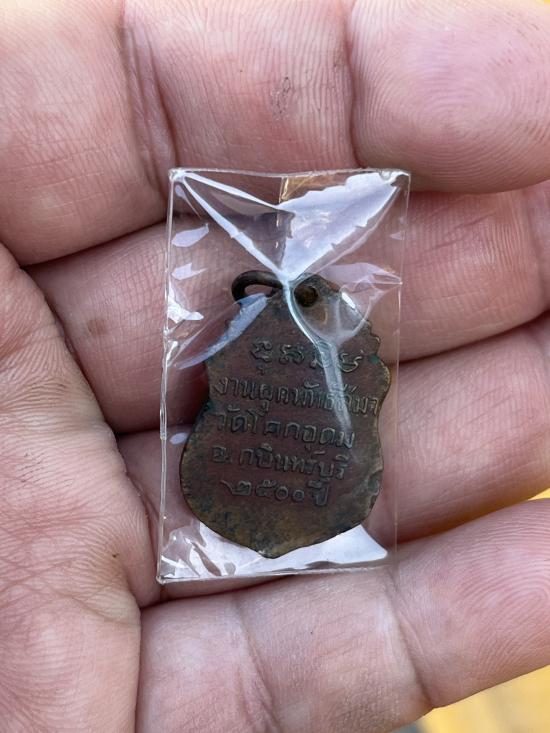 งานผูกพัทธสีมา
วัดโคกอุดม
อ. กบินทร์บุรี
๒๕๐๐ ปี